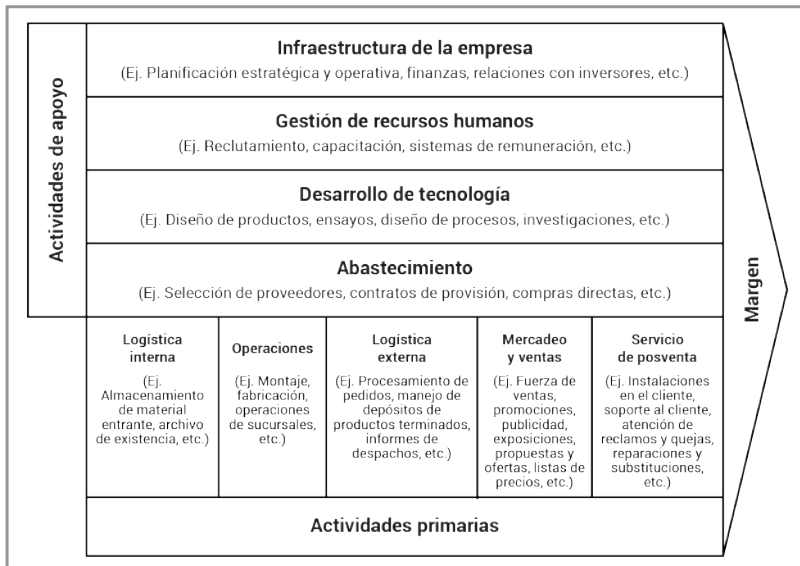 Actividades de apoyo
Infraestructura de la empresa
(Ej. Planificación estratégica y operativa, finanzas, relaciones con inversores, etc.)
Gestión de recursos humanos
(Ej. Reclutamiento, capacitación, sistemas de remuneración, etc.)
Desarrollo de tecnología
(Ej. Diseño de productos, ensayos, diseño de procesos, investigaciones, etc.)
Abastecimiento
(Ej. Selección de proveedores, contratos de provisión, compras directas, etc.)
Logística
interna
(Ej.
Almacenamiento
de material
entrante, archivo
de existencia, etc.)
Operaciones
(Ej. Montaje,
fabricación,
operaciones
de sucursales,
etc.)
Logística
externa
(Ej. Procesamiento de
pedidos, manejo de
depósitos de
productos terminados,
informes de
despachos, etc.)
Mercadeo
y ventas
(Ej. Fuerza de
ventas,
promociones,
publicidad,
exposiciones,
propuestas y
ofertas, listas de
precios, etc.)
Servicio
de posventa
(Ej. Instalaciones
en el cliente,
soporte al cliente,
atención de
reclamos y quejas,
reparaciones y
substituciones,
etc.)
Actividades primarias
Margen